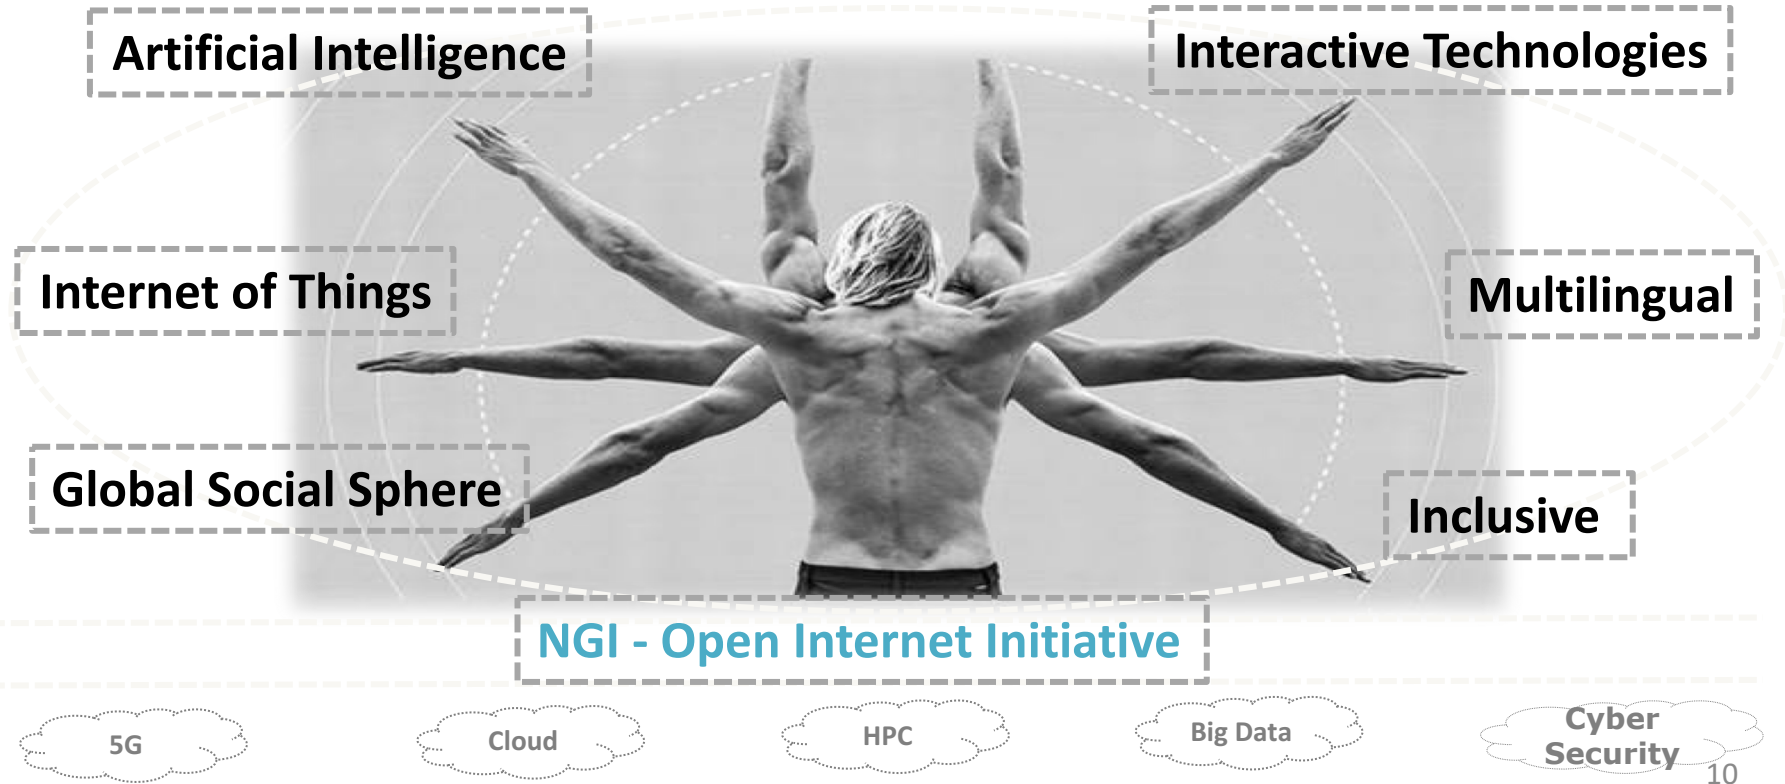 Artificial Intelligence
Interactive Technologies
Internet of Things
Multilingual
Global Social Sphere
Inclusive
NGI - Open Internet Initiative
5G
Cloud
HPC
Big Data
Cyber
Security
10